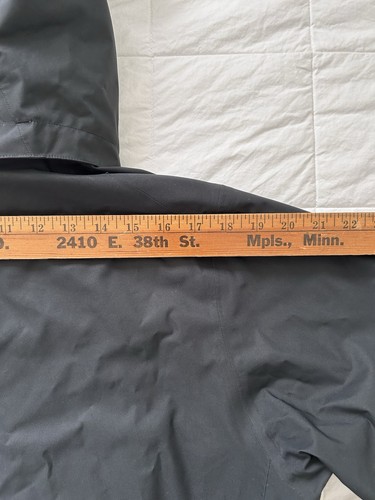 11 12 13 14 15 16 17 18 19 20 21 22
2410 E. 38th St. Mpls., Minn.